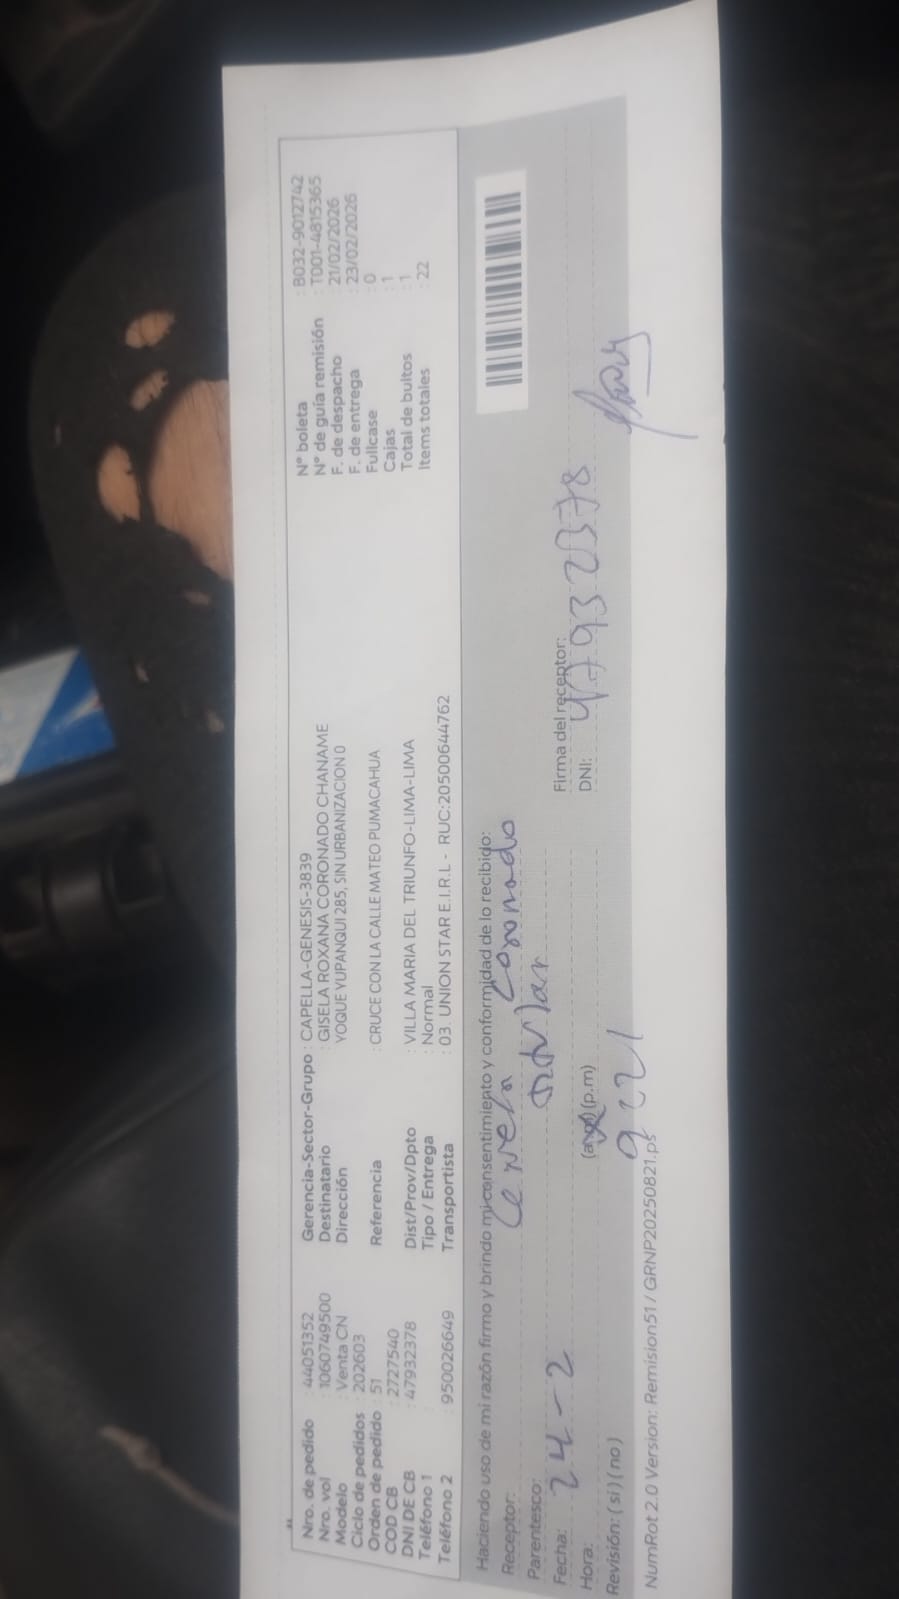 Nro. de pedido : 44051352
Nro. vol : 1060749500
Modelo : Venta CN
Ciclo de pedidos : 202603
Orden de pedido : 51
COD CB : 2727540
DNI DE CB : 47932378
Teléfono 1 :
Teléfono 2 : 950026649
Gerencia-Sector-Grupo : CAPELLA-GENESIS-3839
Destinatario : GISELA ROXANA CORONADO CHANAME
Dirección YOQUE YUPANQUI 285, SIN URBANIZACION 0
Referencia : CRUCE CON LA CALLE MATEO PUMACAHUA
Dist/Prov/Dpto : VILLA MARIA DEL TRIUNFO-LIMA-LIMA
Tipo / Entrega : Normal
Transportista : 03. UNION STAR E.I.R.L - RUC:20500644762
N° boleta : B032-9012742
N° de guía remisión : T001-4815365
F. de despacho : 21/02/2026
F. de entrega : 23/02/2026
Fullcase : 0
Cajas : 1
Total de bultos : 1
Items totales : 22
Haciendo uso de mi razón firmo y brindo mi consentimiento y conformidad de lo recibido:
Receptor: Coronado
Parentesco:
Fecha: 24-2
Hora: (a.m) (p.m)
Revisión: ( si ) ( no )
Firma del receptor:
DNI: 47932378
NumRot 2.0 Version: Remision51 / GRNP20250821.ps